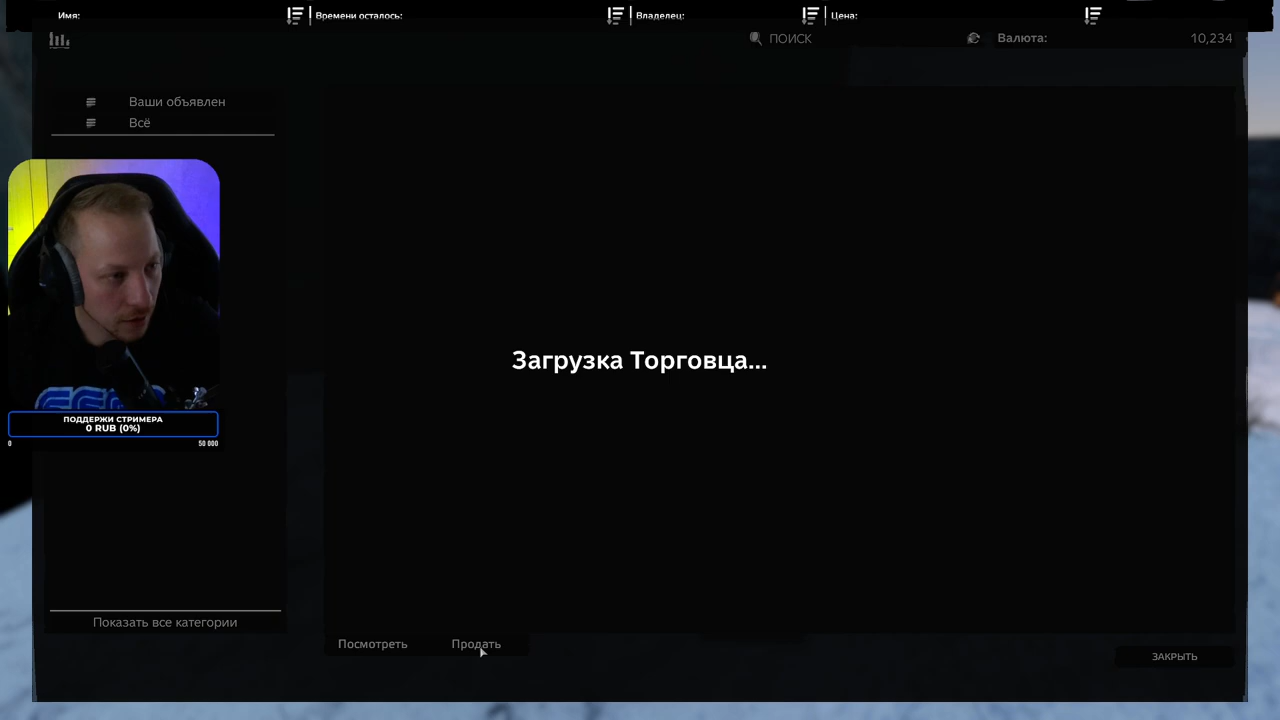 Имя:
Времени осталось:
Владелец:
Цена:
ПОИСК
Валюта:
10,234
Ваши объявлен
Всё
Загрузка Торговца...
ПОДДЕРЖИ СТРИМЕРА
0 RUB (0%)
0
50 000
Показать все категории
Посмотреть
Продать
ЗАКРЫТЬ